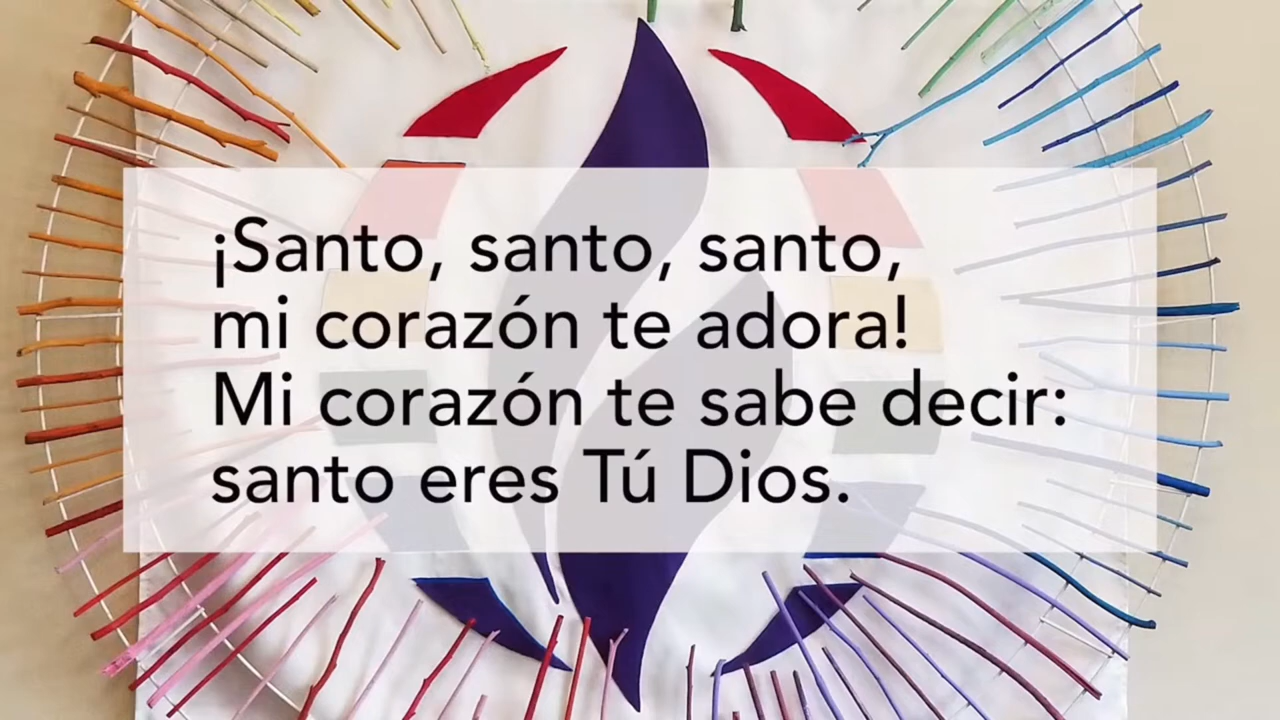 ¡Santo, santo, santo,
mi corazón te adora!
Mi corazón te sabe decir:
santo eres Tú Dios.